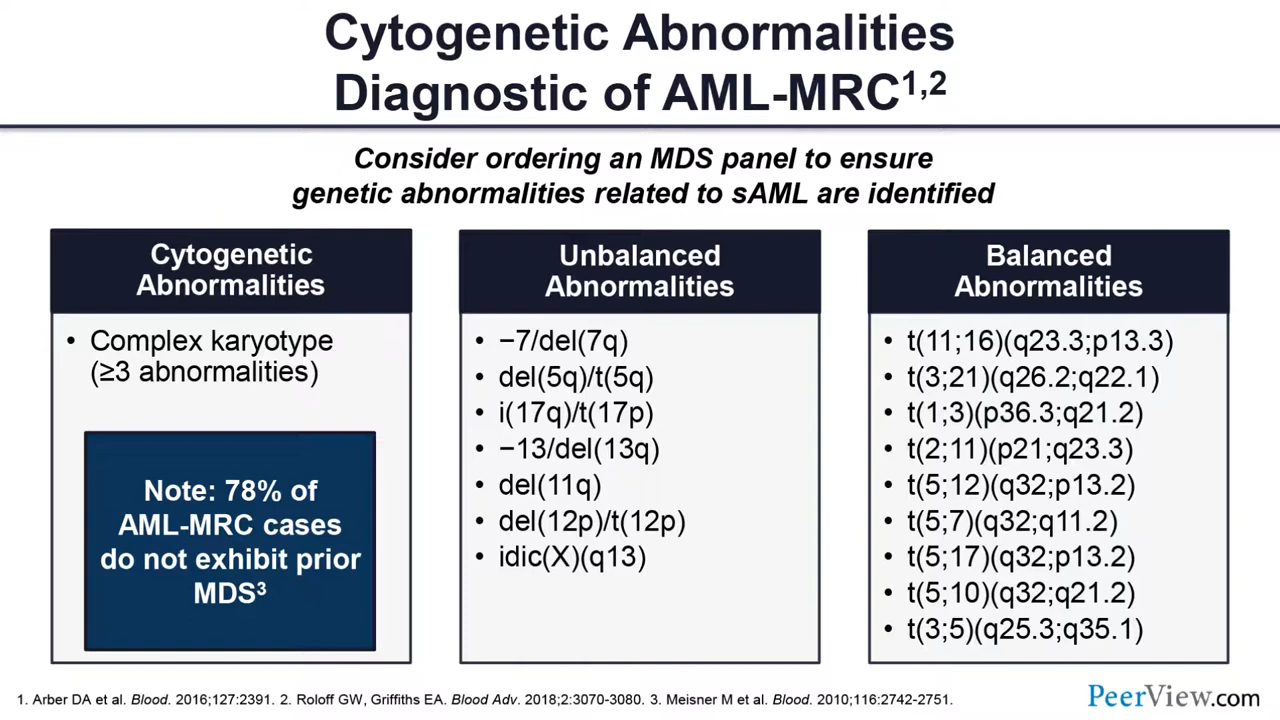 Cytogenetic Abnormalities
Diagnostic of AML-MRC1,2
Consider ordering an MDS panel to ensure
genetic abnormalities related to sAML are identified
Cytogenetic
Abnormalities
• Complex karyotype
(≥3 abnormalities)
Note: 78% of
AML-MRC cases
do not exhibit prior
MDS3
Unbalanced
Abnormalities
• −7/del(7q)
• del(5q)/t(5q)
• i(17q)/t(17p)
• −13/del(13q)
• del(11q)
• del(12p)/t(12p)
• idic(X)(q13)
Balanced
Abnormalities
• t(11;16)(q23.3;p13.3)
• t(3;21)(q26.2;q22.1)
• t(1;3)(p36.3;q21.2)
• t(2;11)(p21;q23.3)
• t(5;12)(q32;p13.2)
• t(5;7)(q32;q11.2)
• t(5;17)(q32;p13.2)
• t(5;10)(q32;q21.2)
• t(3;5)(q25.3;q35.1)
1. Arber DA et al. Blood. 2016;127:2391. 2. Roloff GW, Griffiths EA. Blood Adv. 2018;2:3070-3080. 3. Meisner M et al. Blood. 2010;116:2742-2751.
PeerView.com